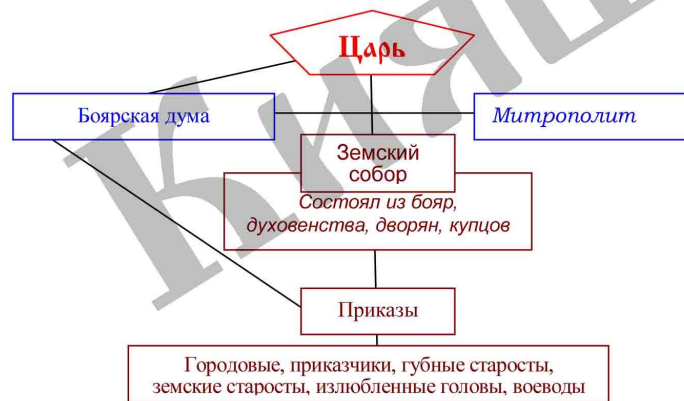 Царь
Боярская дума
Митрополит
Земский
собор
Состоял из бояр,
духовенства, дворян, купцов
Приказы
Городовые, приказчики, губные старосты,
земские старосты, излюбленные головы, воеводы